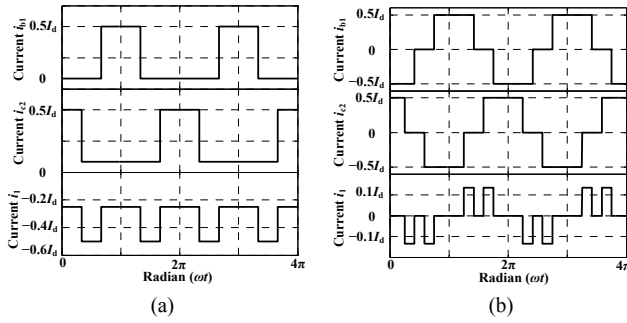 Current i_b1
0.5I_d
0
Current i_c2
0.5I_d
0
Current i_1
−0.2I_d
−0.4I_d
−0.6I_d
0
2π
4π
Radian (ωt)
(a)
Current i_b1
0.5I_d
0
−0.5I_d
Current i_c2
0.5I_d
0
−0.5I_d
Current i_1
0.1I_d
0
−0.1I_d
0
2π
4π
Radian (ωt)
(b)